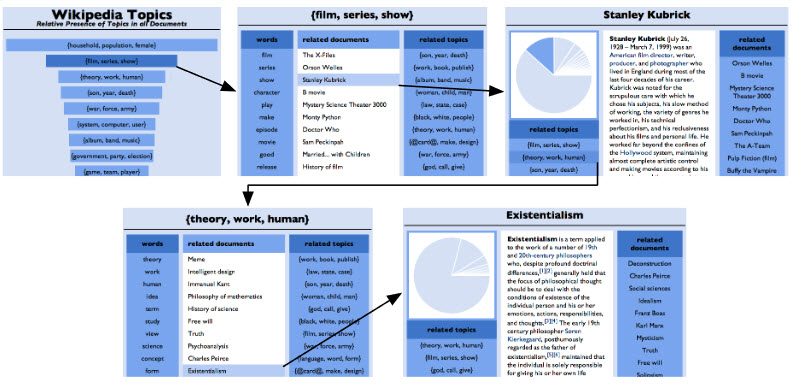 Wikipedia Topics
Relative Presence of Topics in all Documents
{household, population, female}
{film, series, show}
{theory, work, human}
{son, year, death}
{war, force, army}
{system, computer, user}
{album, band, music}
{government, party, election}
{game, team, player}
{film, series, show}
words
film
series
show
character
play
make
episode
movie
good
release
related documents
The X-Files
Orson Welles
Stanley Kubrick
B movie
Mystery Science Theater 3000
Monty Python
Doctor Who
Sam Peckinpah
Married... with Children
History of film
related topics
{son, year, death}
{work, book, publish}
{album, band, music}
{woman, child, man}
{law, state, case}
{black, white, people}
{theory, work, human}
{@card@, make, design}
{war, force, army}
{god, call, give}
Stanley Kubrick
related topics
{film, series, show}
{theory, work, human}
{son, year, death}
Stanley Kubrick (July 26,
1928 – March 7, 1999) was an
American film director, writer,
producer, and photographer who
lived in England during most of the
last four decades of his career.
Kubrick was noted for the
scrupulous care with which he
chose his subjects, his slow method
of working, the variety of genres
he worked in, his technical
perfectionism, and his reclusiveness
about his films and personal life. He
worked far beyond the confines of
the Hollywood system, maintaining
almost complete artistic control
and making movies according to his
related
documents
Orson Welles
B movie
Mystery Science
Theater 3000
Monty Python
Doctor Who
Sam Peckinpah
The A-Team
Pulp Fiction (film)
Buffy the Vampire
{theory, work, human}
words
theory
work
human
idea
term
study
view
science
concept
form
related documents
Meme
Intelligent design
Immanuel Kant
Philosophy of mathematics
History of science
Free will
Truth
Psychoanalysis
Charles Peirce
Existentialism
related topics
{work, book, publish}
{law, state, case}
{son, year, death}
{woman, child, man}
{god, call, give}
{black, white, people}
{film, series, show}
{war, force, army}
{language, word, form}
{@card@, make, design}
Existentialism
related topics
{theory, work, human}
{film, series, show}
{god, call, give}
Existentialism is a term applied
to the work of a number of 19th
and 20th-century philosophers
who, despite profound doctrinal
differences,[1][2] generally held that
the focus of philosophical thought
should be to deal with the
conditions of existence of the
individual person and his or her
emotions, actions, responsibilities,
and thoughts.[3][4] The early 19th
century philosopher Søren
Kierkegaard, posthumously
regarded as the father of
existentialism,[5][6] maintained that
the individual is solely responsible
for giving his or her own life
related
documents
Deconstruction
Charles Peirce
Social sciences
Idealism
Franz Boas
Karl Marx
Mysticism
Truth
Free will
Solipsism